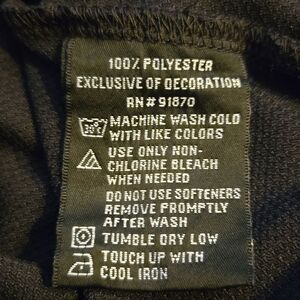 100% POLYESTER
EXCLUSIVE OF DECORATION
RN# 91870
30°C MACHINE WASH COLD
WITH LIKE COLORS
USE ONLY NON-
CHLORINE BLEACH
WHEN NEEDED
DO NOT USE SOFTENERS
REMOVE PROMPTLY
AFTER WASH
TUMBLE DRY LOW
TOUCH UP WITH
COOL IRON